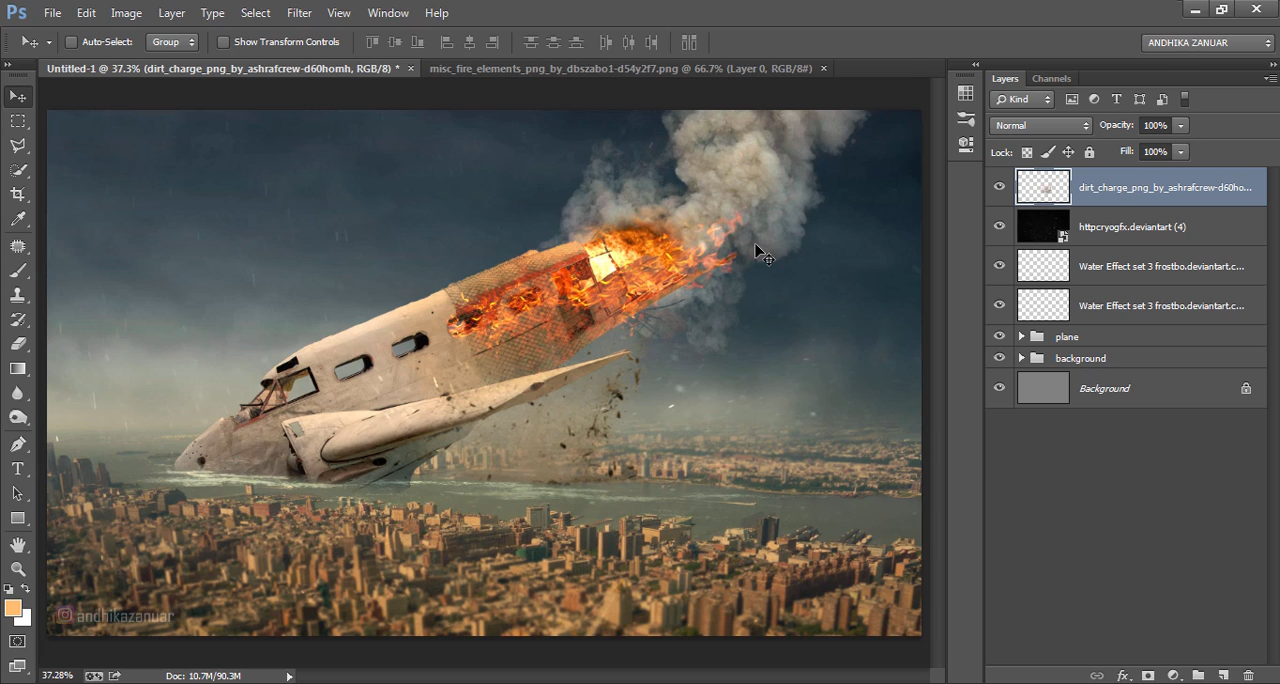 Ps File Edit Image Layer Type Select Filter View Window Help
Auto-Select: Group Show Transform Controls ANDHIKA ZANUAR
Untitled-1 @ 37.3% (dirt_charge_png_by_ashrafcrew-d60homh, RGB/8) * × misc_fire_elements_png_by_dbszabo1-d54y2f7.png @ 66.7% (Layer 0, RGB/8#) ×
Layers Channels
Kind
Normal Opacity: 100%
Lock: Fill: 100%
dirt_charge_png_by_ashrafcrew-d60ho...
httpcryogfx.deviantart (4)
Water Effect set 3 frostbo.deviantart.c...
Water Effect set 3 frostbo.deviantart.c...
plane
background
Background
andhikazanuar
37.28% Doc: 10.7M/90.3M
fx